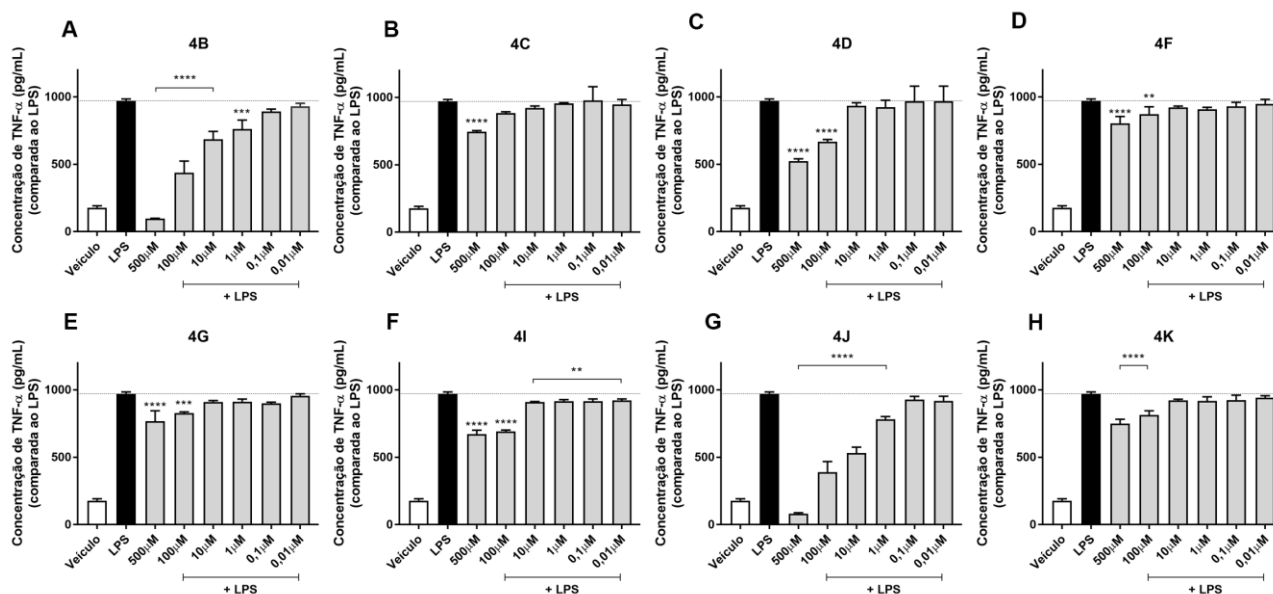 A
4B
Concentração de TNF-α (pg/mL)
(comparada ao LPS)
1000
500
0
****
***
Veículo
LPS
500μM
100μM
10μM
1μM
0,1μM
0,01μM
+ LPS
B
4C
Concentração de TNF-α (pg/mL)
(comparada ao LPS)
1000
500
0
****
Veículo
LPS
500μM
100μM
10μM
1μM
0,1μM
0,01μM
+ LPS
C
4D
Concentração de TNF-α (pg/mL)
(comparada ao LPS)
1000
500
0
****
****
Veículo
LPS
500μM
100μM
10μM
1μM
0,1μM
0,01μM
+ LPS
D
4F
Concentração de TNF-α (pg/mL)
(comparada ao LPS)
1000
500
0
****
**
Veículo
LPS
500μM
100μM
10μM
1μM
0,1μM
0,01μM
+ LPS
E
4G
Concentração de TNF-α (pg/mL)
(comparada ao LPS)
1000
500
0
****
***
Veículo
LPS
500μM
100μM
10μM
1μM
0,1μM
0,01μM
+ LPS
F
4I
Concentração de TNF-α (pg/mL)
(comparada ao LPS)
1000
500
0
****
****
**
Veículo
LPS
500μM
100μM
10μM
1μM
0,1μM
0,01μM
+ LPS
G
4J
Concentração de TNF-α (pg/mL)
(comparada ao LPS)
1000
500
0
****
Veículo
LPS
500μM
100μM
10μM
1μM
0,1μM
0,01μM
+ LPS
H
4K
Concentração de TNF-α (pg/mL)
(comparada ao LPS)
1000
500
0
****
Veículo
LPS
500μM
100μM
10μM
1μM
0,1μM
0,01μM
+ LPS